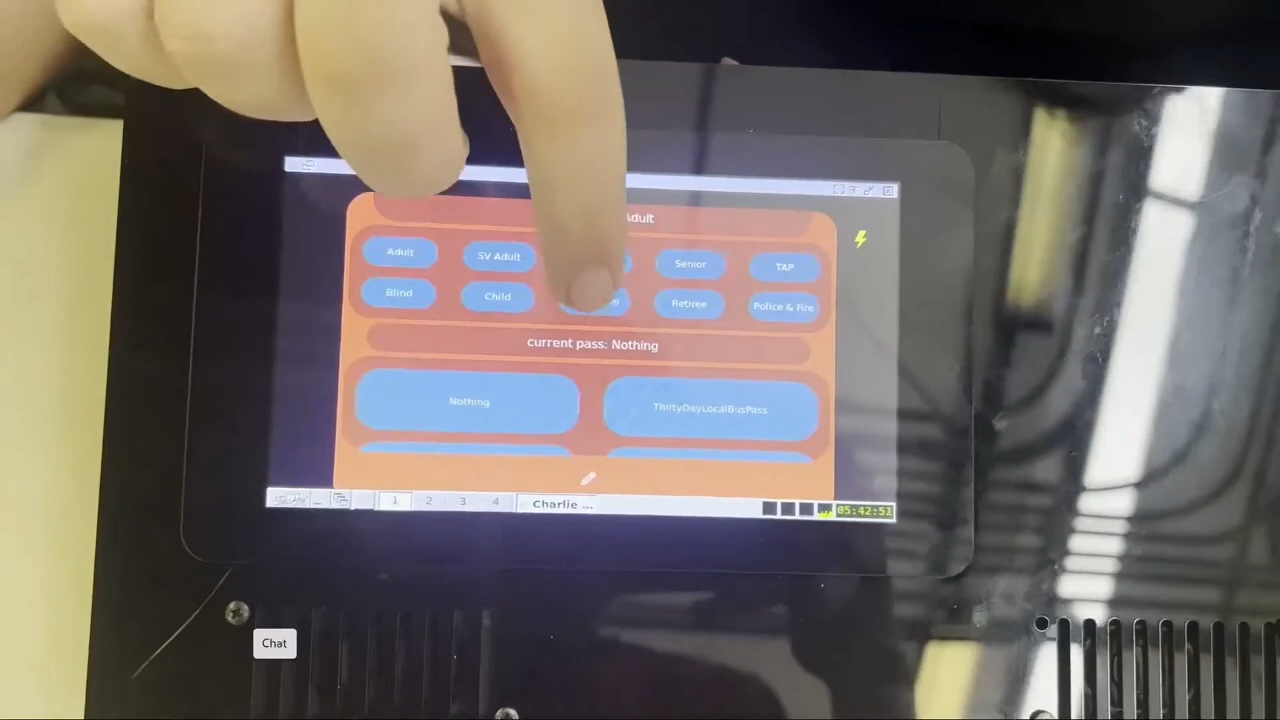 Adult
Adult
SV Adult
Senior
TAP
Blind
Child
Retiree
Police & Fire
current pass: Nothing
Nothing
ThirtyDayLocalBusPass
1 2 3 4 Charlie ...
05:42:51
Chat